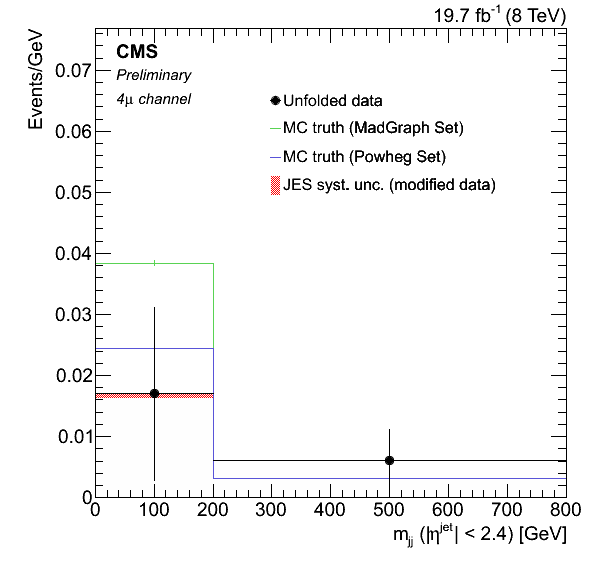 19.7 fb⁻¹ (8 TeV)
Events/GeV
CMS
Preliminary
4μ channel
Unfolded data
MC truth (MadGraph Set)
MC truth (Powheg Set)
JES syst. unc. (modified data)
0.07
0.06
0.05
0.04
0.03
0.02
0.01
0
0 100 200 300 400 500 600 700 800
m_jj (|η^jet| < 2.4) [GeV]